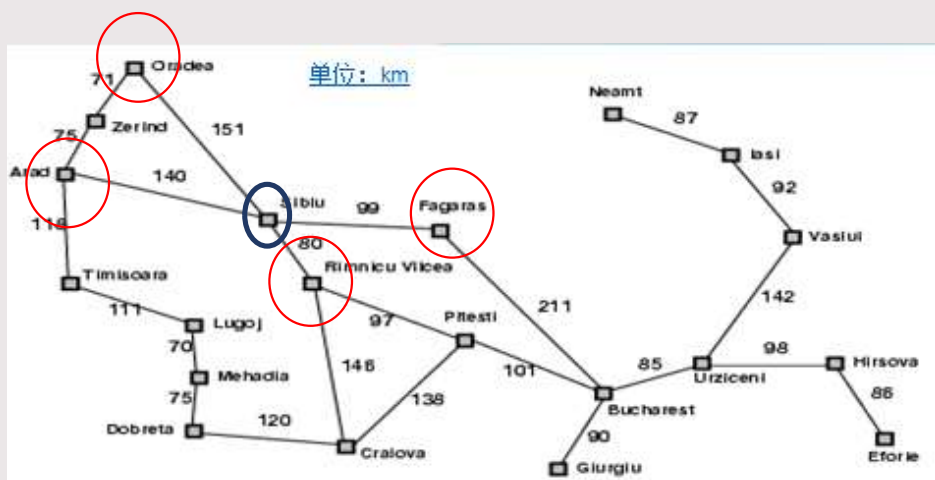 Oradea
单位：km
71
Neamt
87
Zerind
151
75
Iasi
Arad
140
92
Sibiu
99
Fagaras
118
80
Vaslui
Timisoara
Rimnicu Vilcea
142
111
211
Lugoj
97
Pitesti
70
98
Hirsova
146
101
85
Mehadia
Urziceni
75
138
86
Bucharest
120
Dobreta
90
Craiova
Eforie
Giurgiu